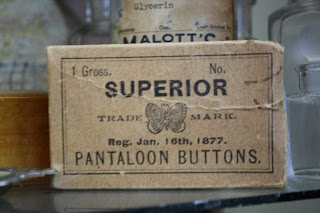 Glycerin
MALOTT'S
1 Gross. No.
SUPERIOR
TRADE MARK.
Reg. Jan. 16th, 1877.
PANTALOON BUTTONS.